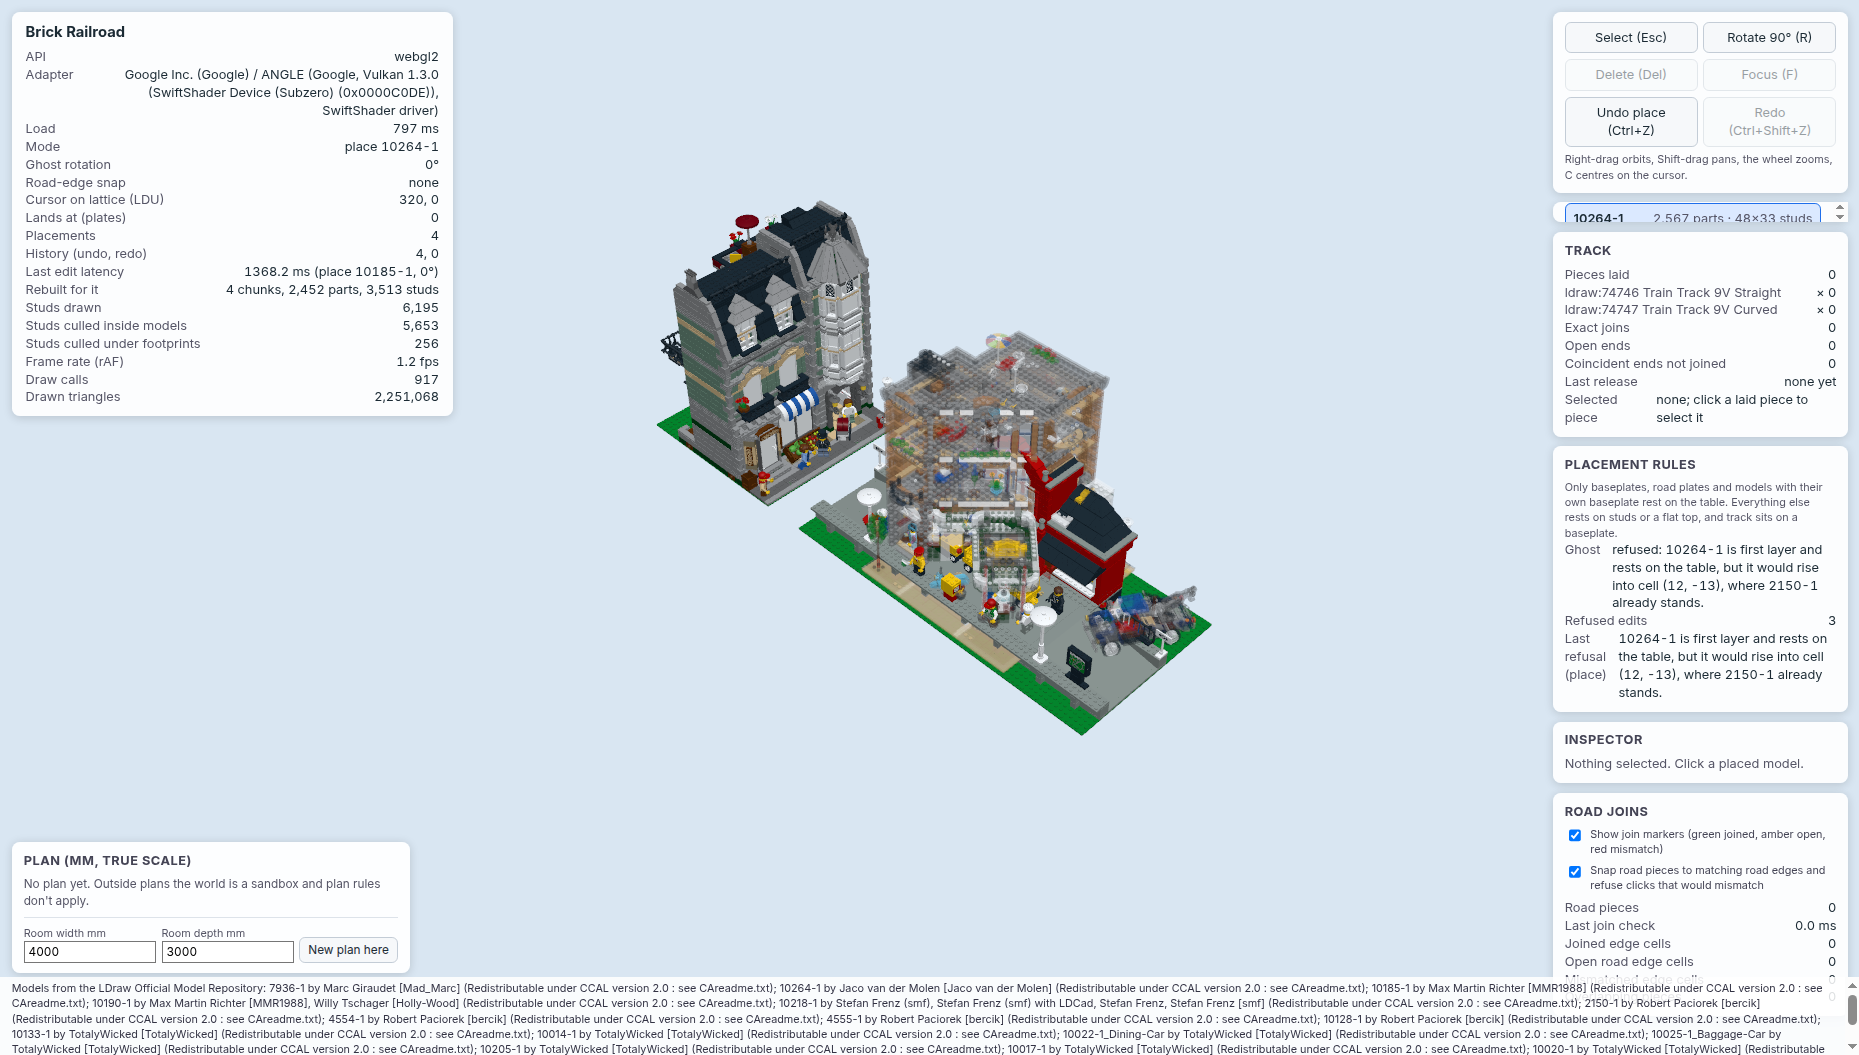 Brick Railroad
API webgl2
Adapter Google Inc. (Google) / ANGLE (Google, Vulkan 1.3.0
(SwiftShader Device (Subzero) (0x0000C0DE)),
SwiftShader driver)
Load 797 ms
Mode place 10264-1
Ghost rotation 0°
Road-edge snap none
Cursor on lattice (LDU) 320, 0
Lands at (plates) 0
Placements 4
History (undo, redo) 4, 0
Last edit latency 1368.2 ms (place 10185-1, 0°)
Rebuilt for it 4 chunks, 2,452 parts, 3,513 studs
Studs drawn 6,195
Studs culled inside models 5,653
Studs culled under footprints 256
Frame rate (rAF) 1.2 fps
Draw calls 917
Drawn triangles 2,251,068
Select (Esc) Rotate 90° (R)
Delete (Del) Focus (F)
Undo place (Ctrl+Z) Redo (Ctrl+Shift+Z)
Right-drag orbits, Shift-drag pans, the wheel zooms,
C centres on the cursor.
10264-1 2,567 parts · 48×33 studs
TRACK
Pieces laid 0
ldraw:74746 Train Track 9V Straight × 0
ldraw:74747 Train Track 9V Curved × 0
Exact joins 0
Open ends 0
Coincident ends not joined 0
Last release none yet
Selected piece none; click a laid piece to select it
PLACEMENT RULES
Only baseplates, road plates and models with their
own baseplate rest on the table. Everything else
rests on studs or a flat top, and track sits on a
baseplate.
Ghost refused: 10264-1 is first layer and
rests on the table, but it would rise
into cell (12, -13), where 2150-1
already stands.
Refused edits 3
Last refusal (place) 10264-1 is first layer and rests on
the table, but it would rise into cell
(12, -13), where 2150-1 already
stands.
INSPECTOR
Nothing selected. Click a placed model.
ROAD JOINS
Show join markers (green joined, amber open,
red mismatch)
Snap road pieces to matching road edges and
refuse clicks that would mismatch
Road pieces 0
Last join check 0.0 ms
Joined edge cells 0
Open road edge cells 0
Mismatched edge cells 0
PLAN (MM, TRUE SCALE)
No plan yet. Outside plans the world is a sandbox and plan rules
don't apply.
Room width mm Room depth mm
4000 3000 New plan here
Models from the LDraw Official Model Repository: 7936-1 by Marc Giraudet [Mad_Marc] (Redistributable under CCAL version 2.0 : see CAreadme.txt); 10264-1 by Jaco van der Molen [Jaco van der Molen] (Redistributable under CCAL version 2.0 : see CAreadme.txt); 10185-1 by Max Martin Richter [MMR1988] (Redistributable under CCAL version 2.0 : see
CAreadme.txt); 10190-1 by Max Martin Richter [MMR1988], Willy Tschager [Holly-Wood] (Redistributable under CCAL version 2.0 : see CAreadme.txt); 10218-1 by Stefan Frenz (smf), Stefan Frenz (smf) with LDCad, Stefan Frenz, Stefan Frenz [smf] (Redistributable under CCAL version 2.0 : see CAreadme.txt); 2150-1 by Robert Paciorek [bercik]
(Redistributable under CCAL version 2.0 : see CAreadme.txt); 4554-1 by Robert Paciorek [bercik] (Redistributable under CCAL version 2.0 : see CAreadme.txt); 4555-1 by Robert Paciorek [bercik] (Redistributable under CCAL version 2.0 : see CAreadme.txt); 10128-1 by Robert Paciorek [bercik] (Redistributable under CCAL version 2.0 : see CAreadme.txt);
10133-1 by TotalyWicked [TotalyWicked] (Redistributable under CCAL version 2.0 : see CAreadme.txt); 10014-1 by TotalyWicked [TotalyWicked] (Redistributable under CCAL version 2.0 : see CAreadme.txt); 10022-1_Dining-Car by TotalyWicked [TotalyWicked] (Redistributable under CCAL version 2.0 : see CAreadme.txt); 10025-1_Baggage-Car by
TotalyWicked [TotalyWicked] (Redistributable under CCAL version 2.0 : see CAreadme.txt); 10205-1 by TotalyWicked [TotalyWicked] (Redistributable under CCAL version 2.0 : see CAreadme.txt); 10017-1 by TotalyWicked [TotalyWicked] (Redistributable under CCAL version 2.0 : see CAreadme.txt); 10020-1 by TotalyWicked [TotalyWicked] (Redistributable